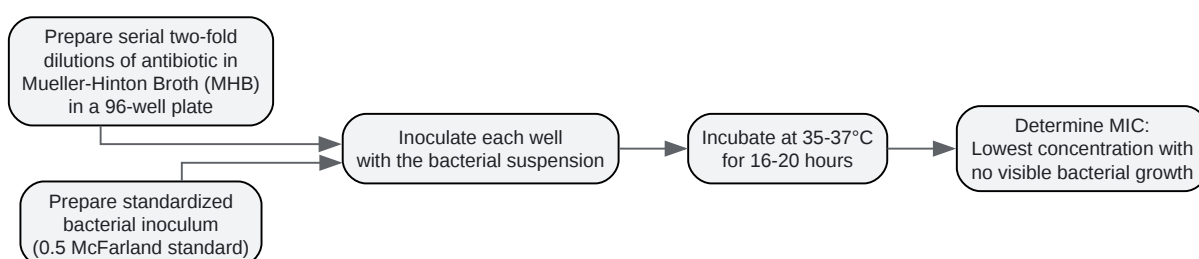 Prepare serial two-fold
dilutions of antibiotic in
Mueller-Hinton Broth (MHB)
in a 96-well plate
Prepare standardized
bacterial inoculum
(0.5 McFarland standard)
Inoculate each well
with the bacterial suspension
Incubate at 35-37°C
for 16-20 hours
Determine MIC:
Lowest concentration with
no visible bacterial growth